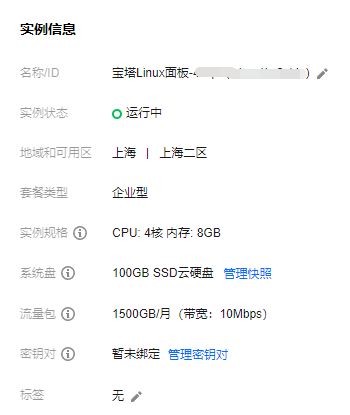 实例信息
名称/ID 宝塔Linux面板-4
实例状态 运行中
地域和可用区 上海 | 上海二区
套餐类型 企业型
实例规格 CPU: 4核 内存: 8GB
系统盘 100GB SSD云硬盘 管理快照
流量包 1500GB/月（带宽：10Mbps）
密钥对 暂未绑定 管理密钥对
标签 无